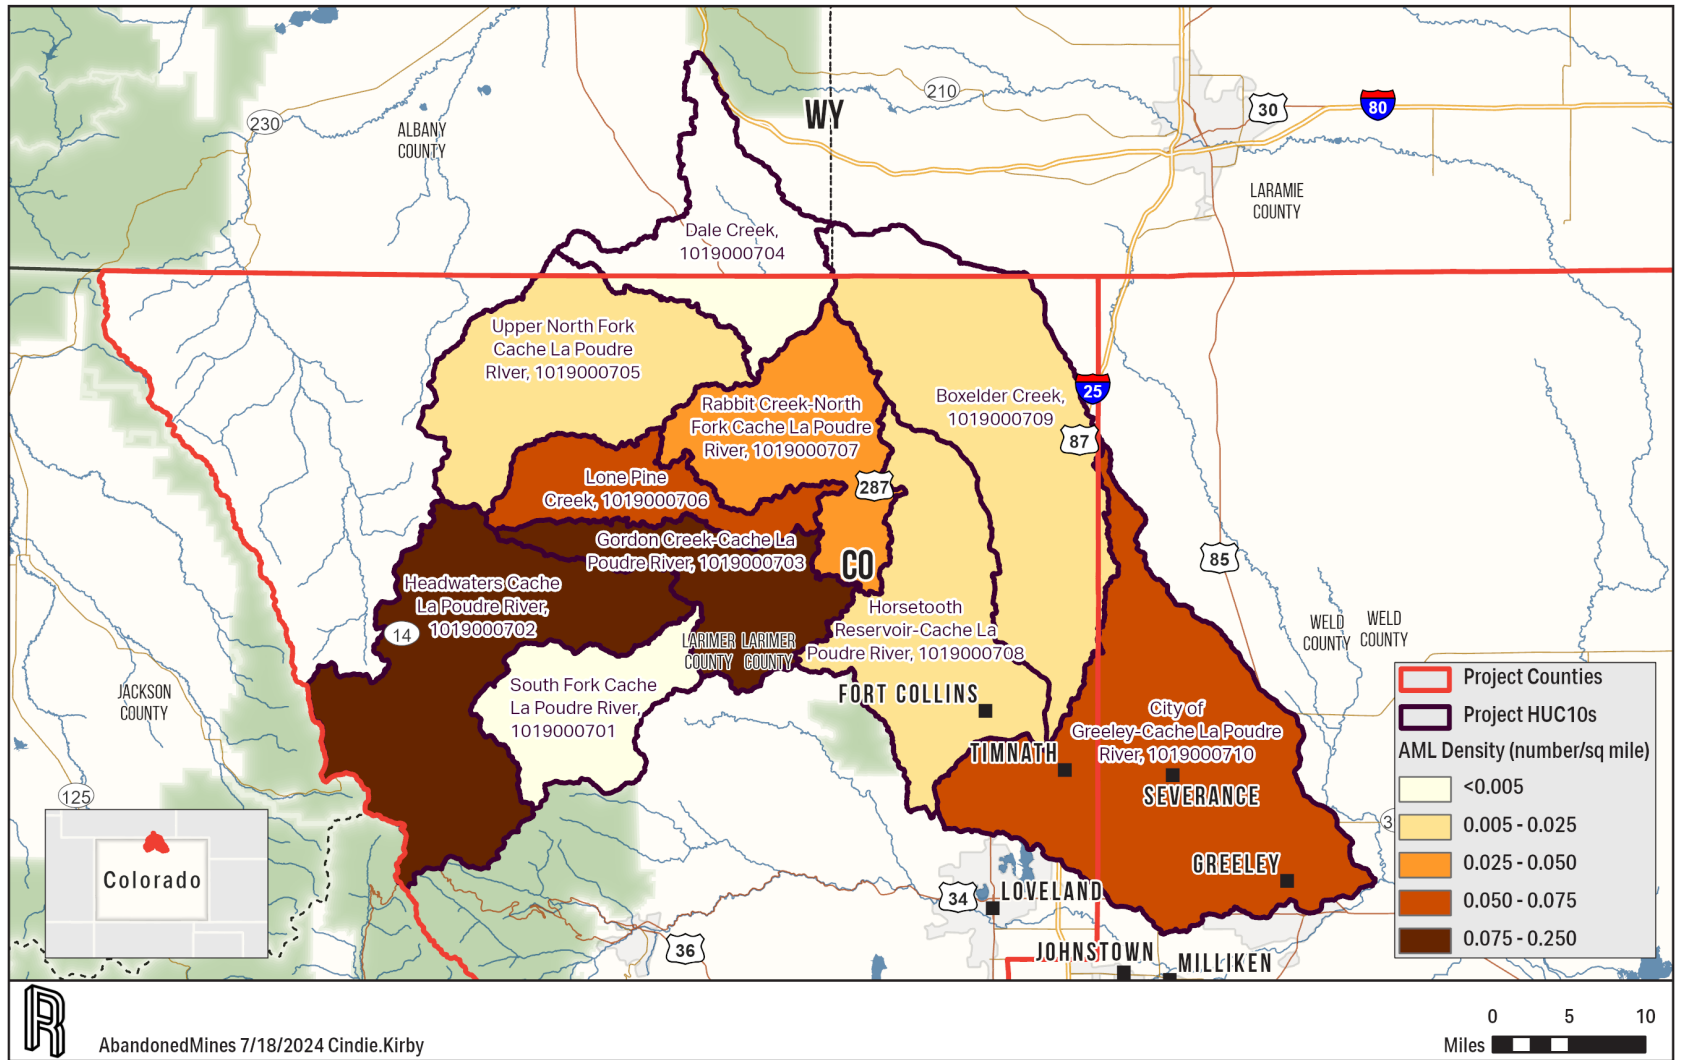 WY
210
30
80
230
ALBANY
COUNTY
LARAMIE
COUNTY
Dale Creek,
1019000704
Upper North Fork
Cache La Poudre
RIver, 1019000705
Boxelder Creek,
1019000709
25
87
Rabbit Creek-North
Fork Cache La Poudre
River, 1019000707
Lone Pine
Creek, 1019000706
287
Gordon Creek-Cache La
Poudre River, 1019000703
CO
85
Headwaters Cache
La Poudre River,
1019000702
14
Horsetooth
Reservoir-Cache La
Poudre River, 1019000708
LARIMER
COUNTY
LARIMER
COUNTY
WELD
COUNTY
WELD
COUNTY
JACKSON
COUNTY
South Fork Cache
La Poudre River,
1019000701
FORT COLLINS
City of
Greeley-Cache La Poudre
River, 1019000710
TIMNATH
SEVERANCE
125
3
GREELEY
34
LOVELAND
36
JOHNSTOWN
MILLIKEN
Colorado
Project Counties
Project HUC10s
AML Density (number/sq mile)
<0.005
0.005 - 0.025
0.025 - 0.050
0.050 - 0.075
0.075 - 0.250
R
AbandonedMines 7/18/2024 Cindie.Kirby
0 5 10
Miles